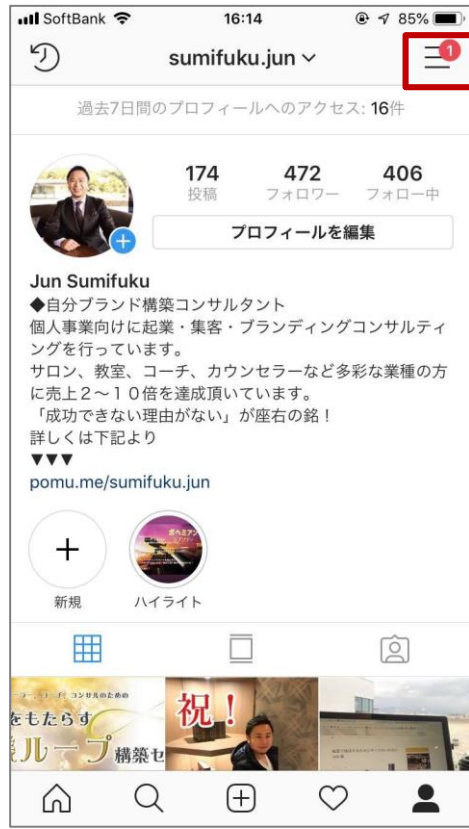 SoftBank 16:14 85%
sumifuku.jun
1
過去7日間のプロフィールへのアクセス: 16件
174 472 406
投稿 フォロワー フォロー中
プロフィールを編集
Jun Sumifuku
◆自分ブランド構築コンサルタント
個人事業向けに起業・集客・ブランディングコンサルティ
ングを行っています。
サロン、教室、コーチ、カウンセラーなど多彩な業種の方
に売上2～10倍を達成頂いています。
「成功できない理由がない」が座右の銘！
詳しくは下記より
▼▼▼
pomu.me/sumifuku.jun
新規 ハイライト
をもたらす
ループ 構築セ
祝！